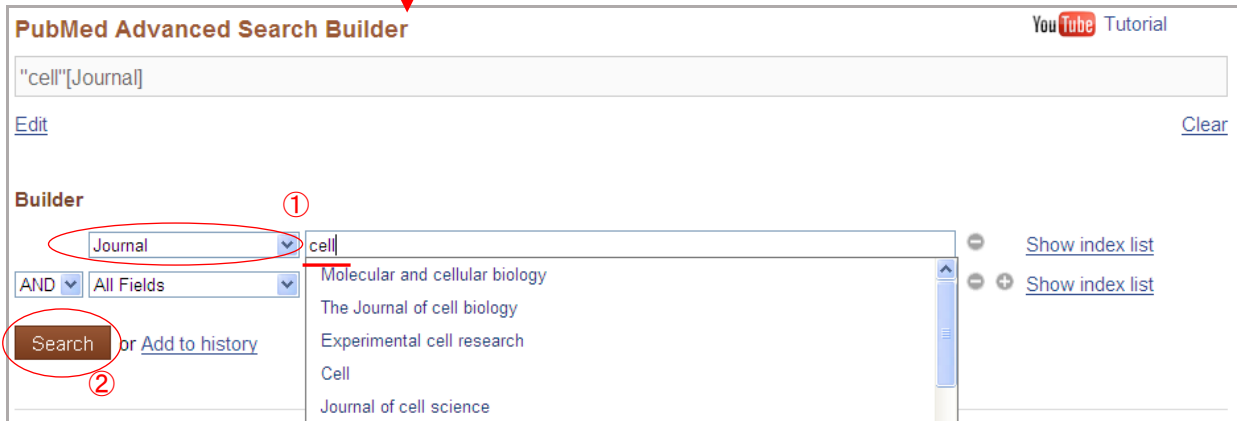 PubMed Advanced Search Builder
You Tube Tutorial
"cell"[Journal]
Edit
Clear
Builder
①
Journal cell Show index list
AND All Fields Show index list
Molecular and cellular biology
The Journal of cell biology
Experimental cell research
Cell
Journal of cell science
Search or Add to history
②